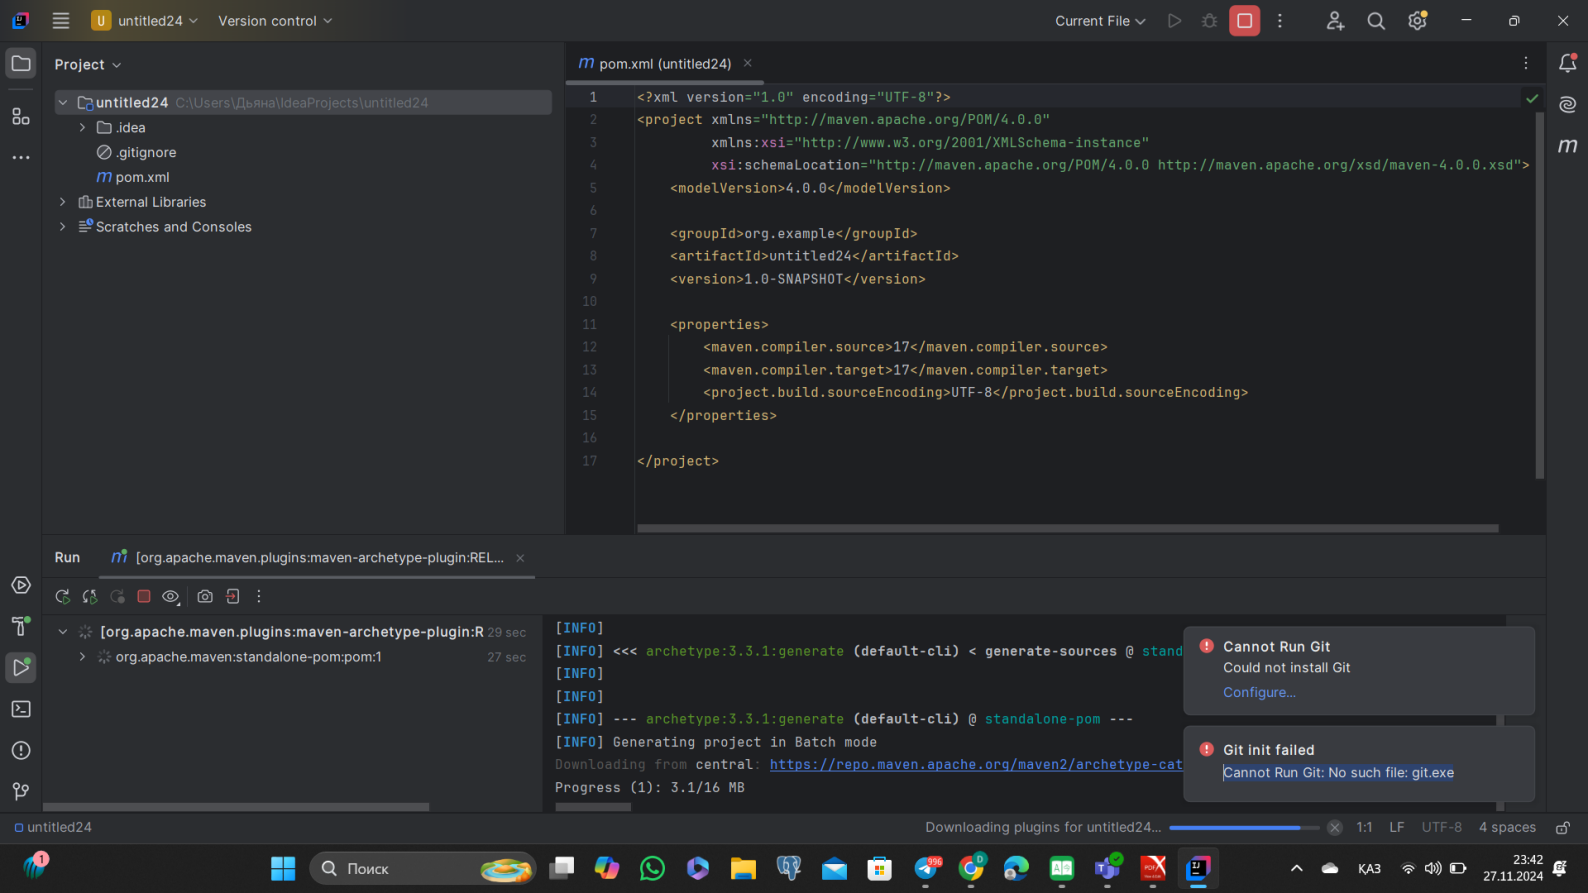 U untitled24
Version control
Current File
Project
m pom.xml (untitled24)
untitled24 C:\Users\Дьяна\IdeaProjects\untitled24
.idea
.gitignore
m pom.xml
External Libraries
Scratches and Consoles
1 <?xml version="1.0" encoding="UTF-8"?>
2 <project xmlns="http://maven.apache.org/POM/4.0.0"
3 xmlns:xsi="http://www.w3.org/2001/XMLSchema-instance"
4 xsi:schemaLocation="http://maven.apache.org/POM/4.0.0 http://maven.apache.org/xsd/maven-4.0.0.xsd">
5 <modelVersion>4.0.0</modelVersion>
6
7 <groupId>org.example</groupId>
8 <artifactId>untitled24</artifactId>
9 <version>1.0-SNAPSHOT</version>
10
11 <properties>
12 <maven.compiler.source>17</maven.compiler.source>
13 <maven.compiler.target>17</maven.compiler.target>
14 <project.build.sourceEncoding>UTF-8</project.build.sourceEncoding>
15 </properties>
16
17 </project>
m
Run
m [org.apache.maven.plugins:maven-archetype-plugin:REL...
[org.apache.maven.plugins:maven-archetype-plugin:R 29 sec
org.apache.maven:standalone-pom:pom:1 27 sec
[INFO]
[INFO] <<< archetype:3.3.1:generate (default-cli) < generate-sources @ stand
[INFO]
[INFO]
[INFO] --- archetype:3.3.1:generate (default-cli) @ standalone-pom ---
[INFO] Generating project in Batch mode
Downloading from central: https://repo.maven.apache.org/maven2/archetype-cat
Progress (1): 3.1/16 MB
Cannot Run Git
Could not install Git
Configure...
Git init failed
Cannot Run Git: No such file: git.exe
untitled24
Downloading plugins for untitled24...
1:1 LF UTF-8 4 spaces
1
Поиск
996
D
ҚАЗ
23:42
27.11.2024